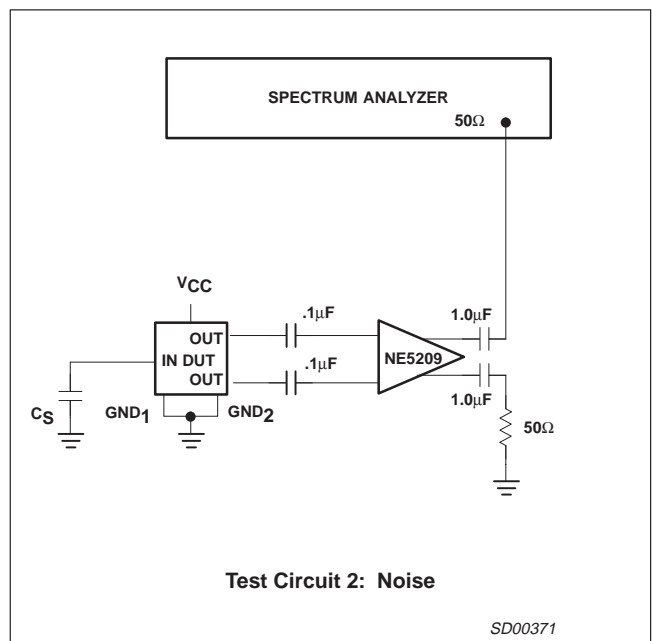 SPECTRUM ANALYZER
50Ω
VCC
.1μF
1.0μF
OUT
IN DUT
OUT
.1μF
NE5209
1.0μF
CS
GND1
GND2
50Ω
Test Circuit 2: Noise
SD00371